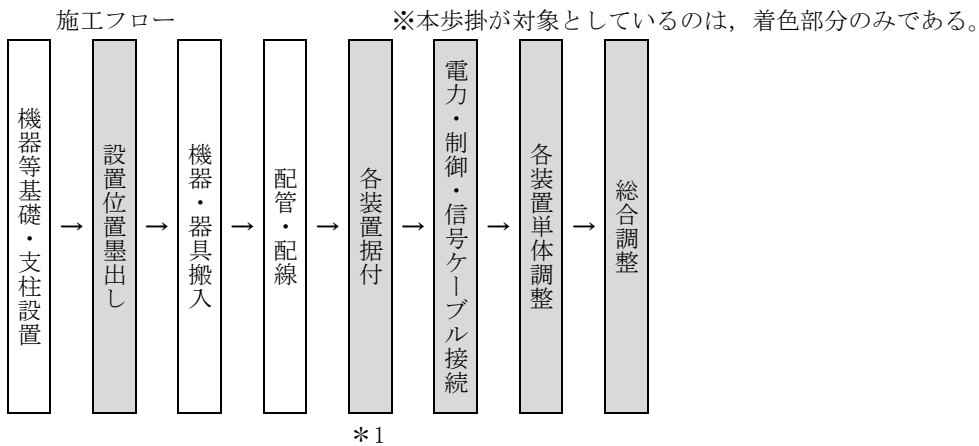 施工フロー
※本歩掛が対象としているのは，着色部分のみである。
機器等基礎・支柱設置
→
設置位置墨出し
→
機器・器具搬入
→
配管・配線
→
各装置据付
→
電力・制御・信号ケーブル接続
→
各装置単体調整
→
総合調整
＊1